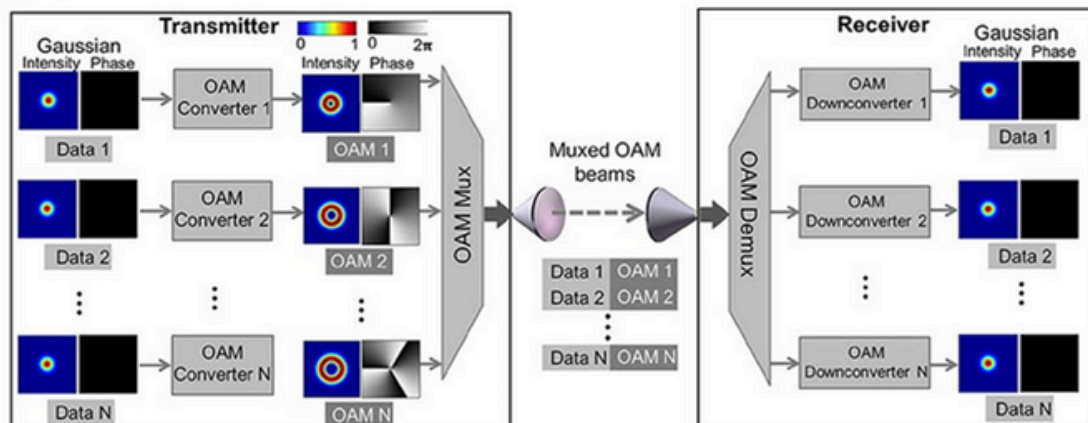 Transmitter
0 1
0 2π
Gaussian
Intensity Phase
Intensity Phase
OAM
Converter 1
Data 1
OAM 1
OAM
Converter 2
Data 2
OAM 2
OAM
Converter N
Data N
OAM N
OAM Mux
Muxed OAM
beams
Data 1 OAM 1
Data 2 OAM 2
Data N OAM N
Receiver
OAM Demux
Gaussian
Intensity Phase
OAM
Downconverter 1
Data 1
OAM
Downconverter 2
Data 2
OAM
Downconverter N
Data N